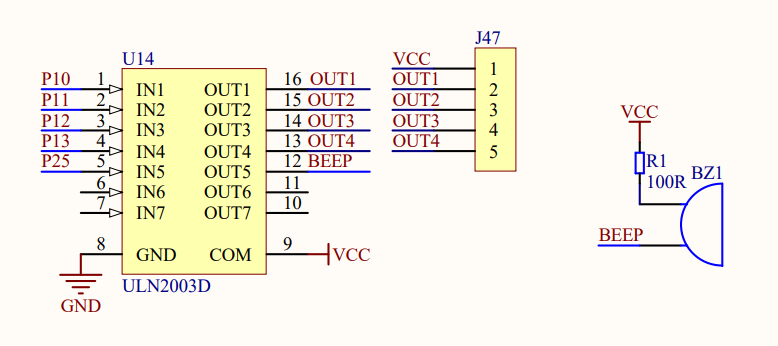 U14
P10 1 IN1 OUT1 16 OUT1
P11 2 IN2 OUT2 15 OUT2
P12 3 IN3 OUT3 14 OUT3
P13 4 IN4 OUT4 13 OUT4
P25 5 IN5 OUT5 12 BEEP
6 IN6 OUT6 11
7 IN7 OUT7 10
8 GND COM 9 VCC
GND
ULN2003D
J47
VCC 1
OUT1 2
OUT2 3
OUT3 4
OUT4 5
VCC
R1
100R
BZ1
BEEP